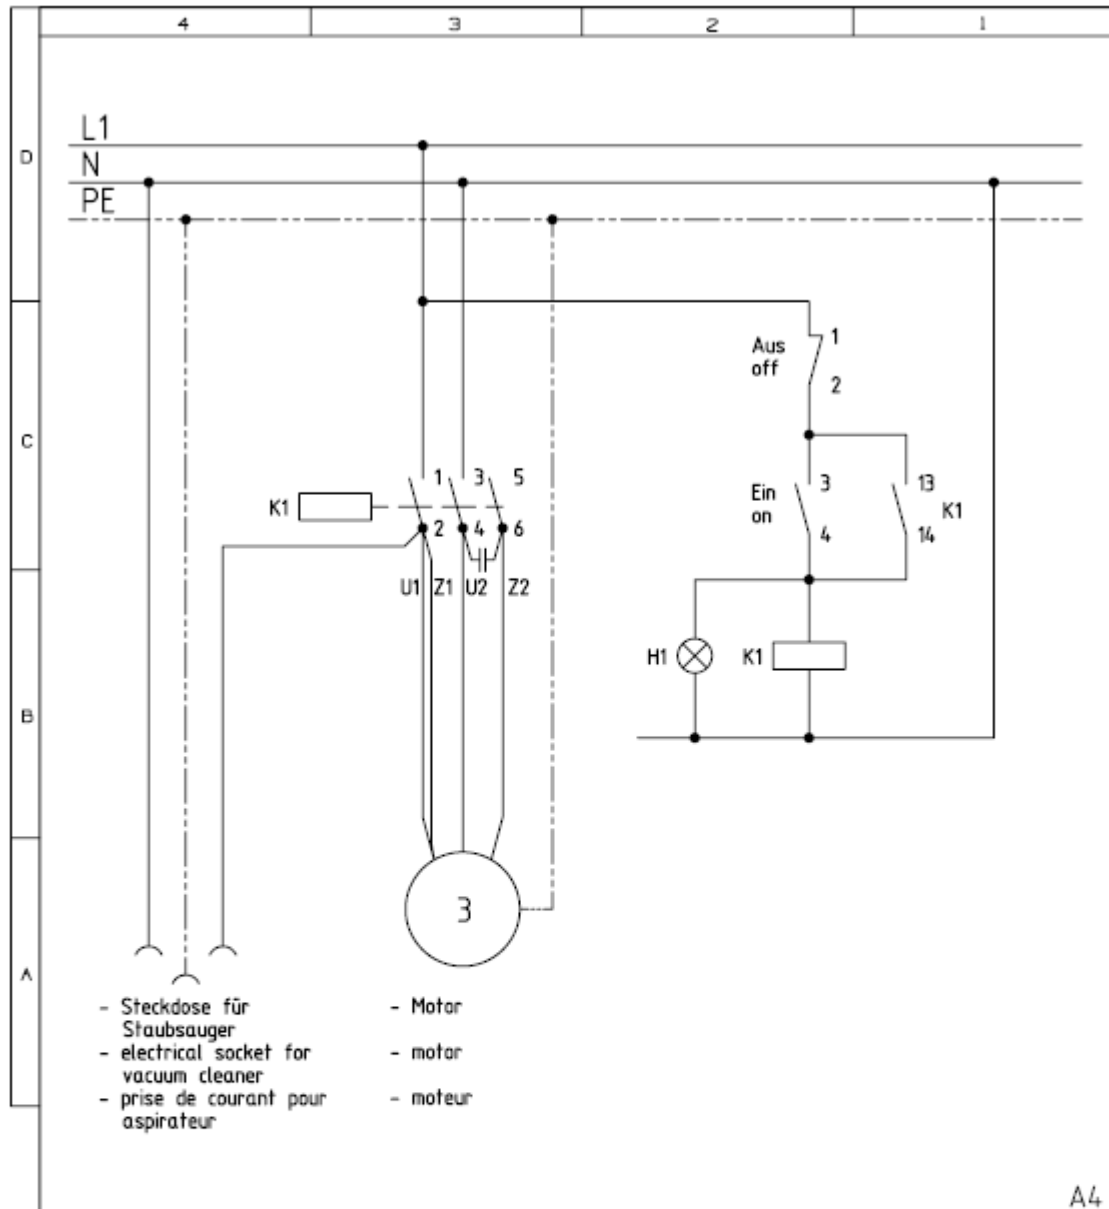 4 3 2 1
D
L1
N
PE
C
Aus
off
1
2
K1
1 3 5
2 4 6
Ein
on
3
4
13
14
K1
U1 Z1 U2 Z2
B
H1
K1
A
3
- Steckdose für
Staubsauger
- electrical socket for
vacuum cleaner
- prise de courant pour
aspirateur
- Motor
- motor
- moteur
A4